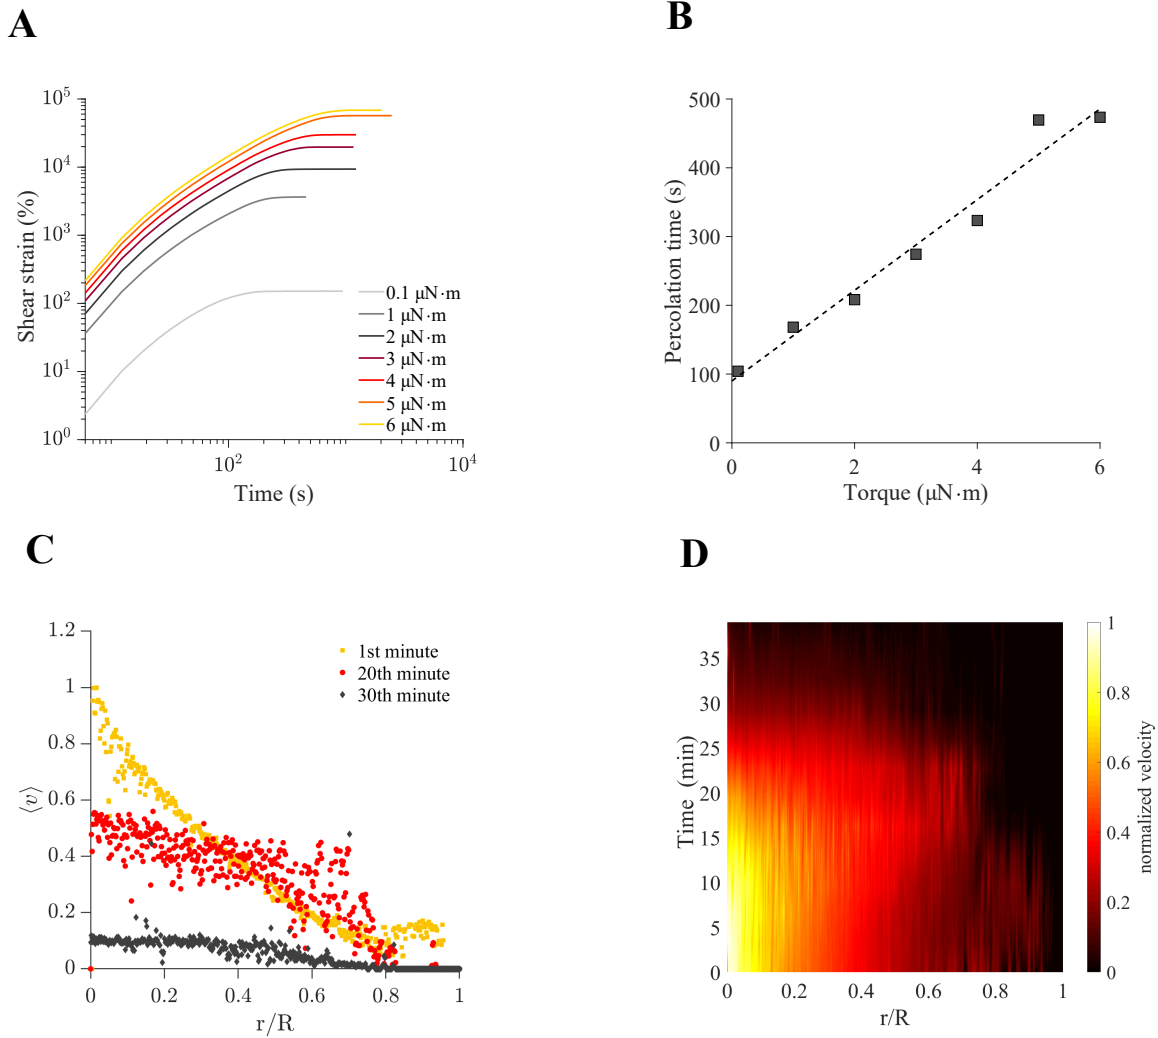 A
10^5
10^4
10^3
10^2
10^1
10^0
Shear strain (%)
0.1 µN·m
1 µN·m
2 µN·m
3 µN·m
4 µN·m
5 µN·m
6 µN·m
10^2
10^4
Time (s)
B
500
400
300
200
100
0
Percolation time (s)
0
2
4
6
Torque (µN·m)
C
1.2
1
0.8
0.6
0.4
0.2
0
⟨v⟩
1st minute
20th minute
30th minute
0
0.2
0.4
0.6
0.8
1
r/R
D
35
30
25
20
15
10
5
0
Time (min)
0
0.2
0.4
0.6
0.8
1
r/R
1
0.8
0.6
0.4
0.2
0
normalized velocity